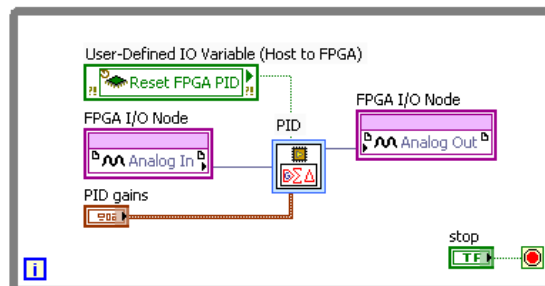 User-Defined IO Variable (Host to FPGA)
Reset FPGA PID
FPGA I/O Node
Analog In
PID
FPGA I/O Node
Analog Out
PID gains
stop
TF
i